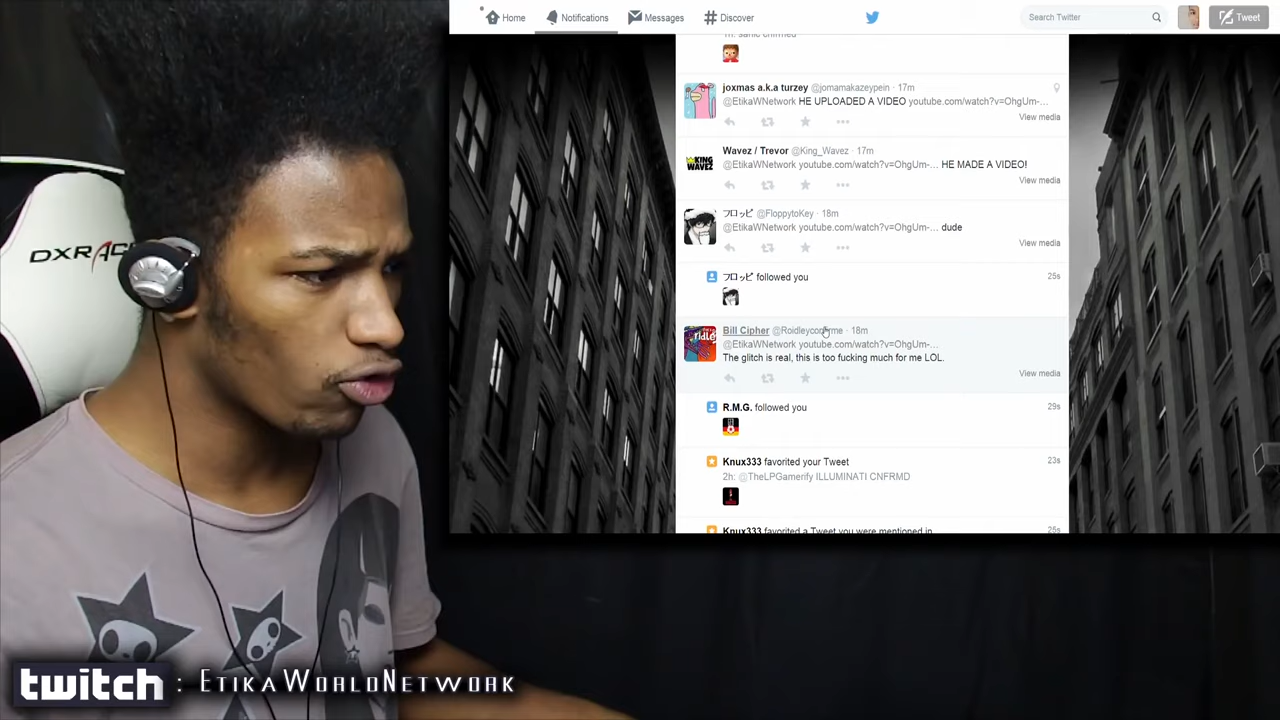 Home Notifications Messages Discover Search Twitter Tweet
joxmas a.k.a turzey @jomamakazeypein · 17m
@EtikaWNetwork HE UPLOADED A VIDEO youtube.com/watch?v=OhgUm-...
View media
Wavez / Trevor @King_Wavez · 17m
@EtikaWNetwork youtube.com/watch?v=OhgUm-... HE MADE A VIDEO!
View media
KING
WAVEZ
フロッピ @FloppytoKey · 18m
@EtikaWNetwork youtube.com/watch?v=OhgUm-... dude
View media
フロッピ followed you 25s
Bill Cipher · 18m
@EtikaWNetwork youtube.com/watch?v=OhgUm-...
The glitch is real, this is too fucking much for me LOL.
View media
R.M.G. followed you 29s
Knux333 favorited your Tweet 23s
2h: @TheLPGamerify ILLUMINATI CNFRMD
Knux333 favorited a Tweet you were mentioned in 25s
twitch : EtikaWorldNetwork